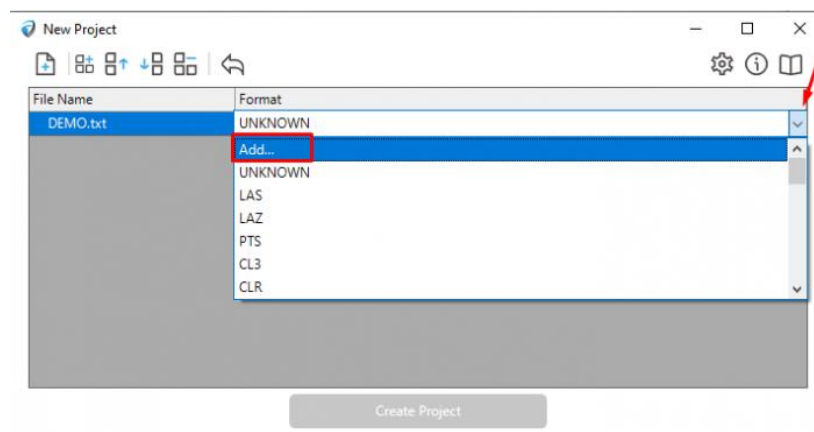 New Project
File Name Format
DEMO.txt UNKNOWN
Add...
UNKNOWN
LAS
LAZ
PTS
CL3
CLR
Create Project